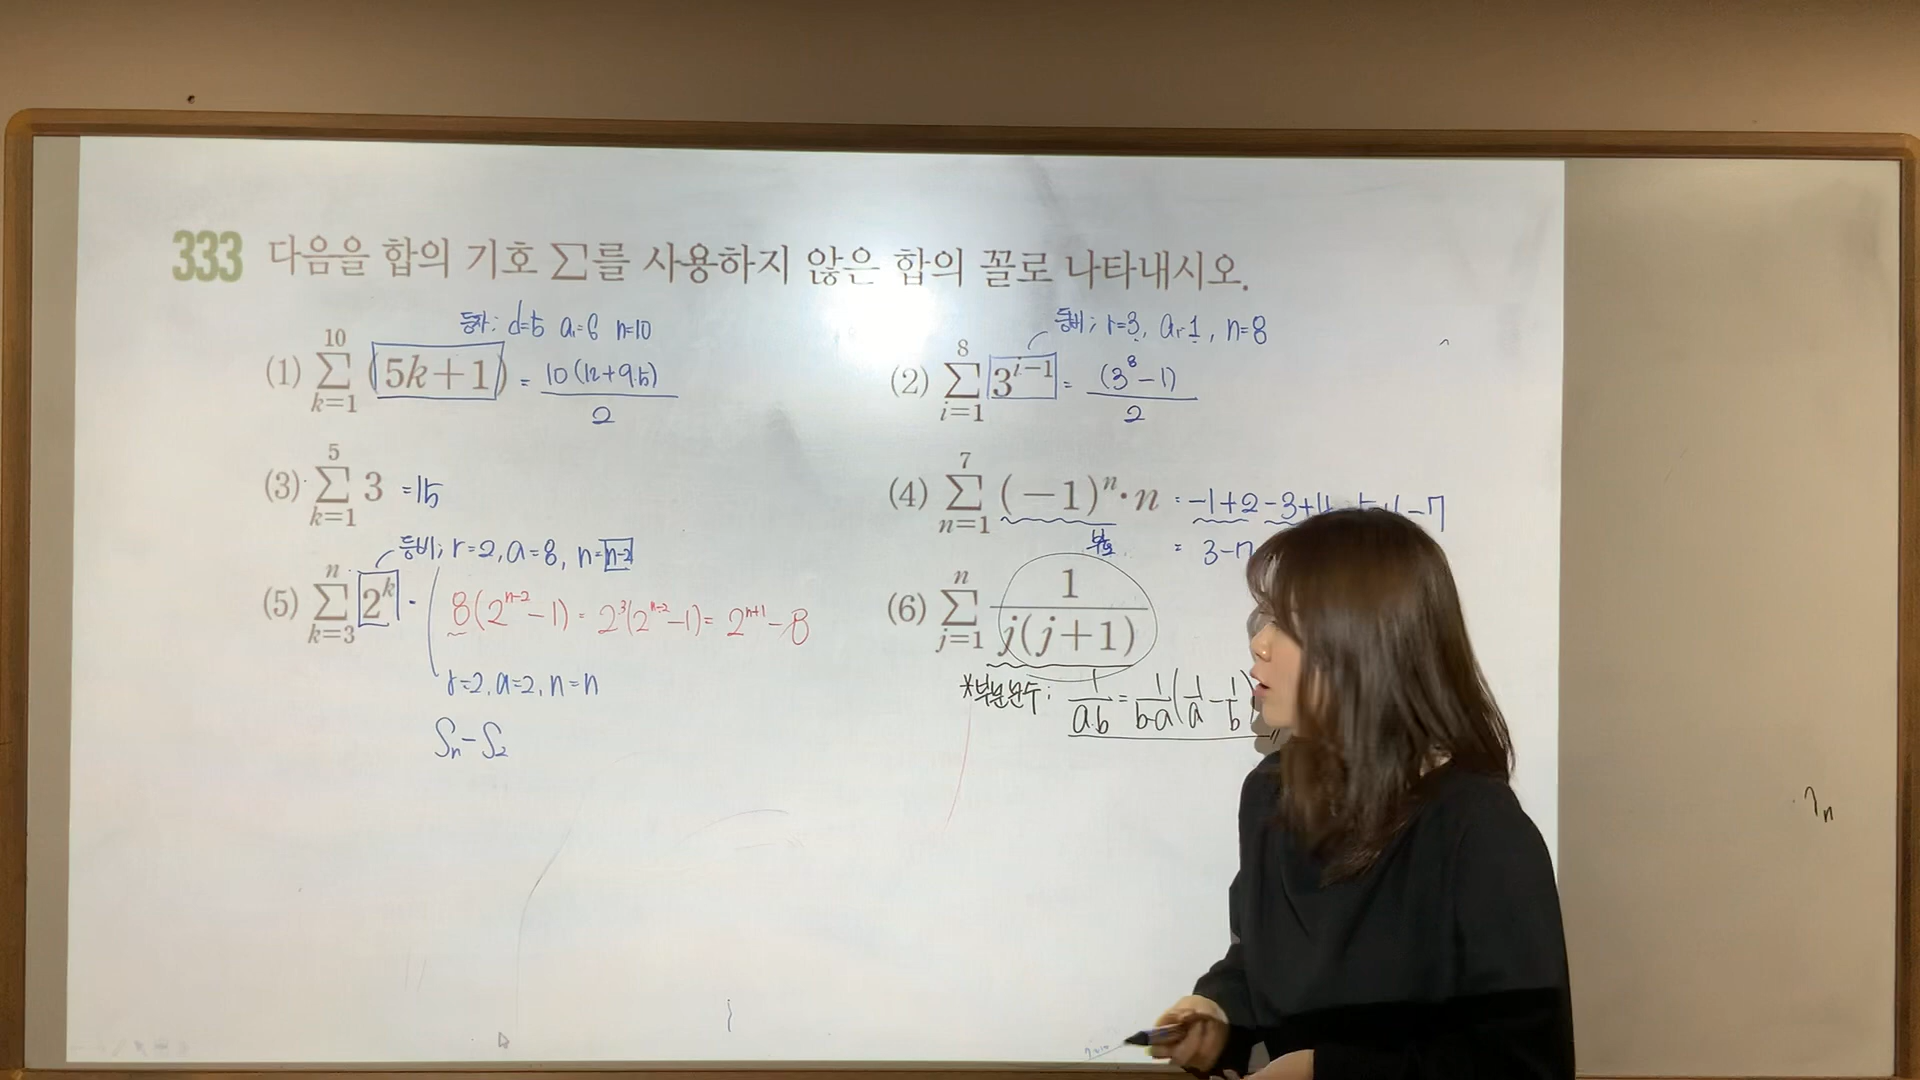 333 다음을 합의 기호 ∑를 사용하지 않은 합의 꼴로 나타내시오.
등차; d=5 a₁=6 n=10
(1) ∑_{k=1}^{10} (5k+1) = 10(12+9·5)/2
등비; r=3, a₁=1, n=8
(2) ∑_{i=1}^{8} 3^{i-1} = (3^8-1)/2
(3) ∑_{k=1}^{5} 3 =15
(4) ∑_{n=1}^{7} (-1)^n·n = -1+2-3+4 -7
부호
= 3-7
등비; r=2, a=8, n=n-2
(5) ∑_{k=3}^{n} 2^k = 8(2^{n-2}-1) = 2^3(2^{n-2}-1) = 2^{n+1}-8
r=2, a=2, n=n
Sn-S₂
(6) ∑_{j=1}^{n} 1/j(j+1)
*부분분수; 1/a·b = 1/b-a(1/a-1/b)